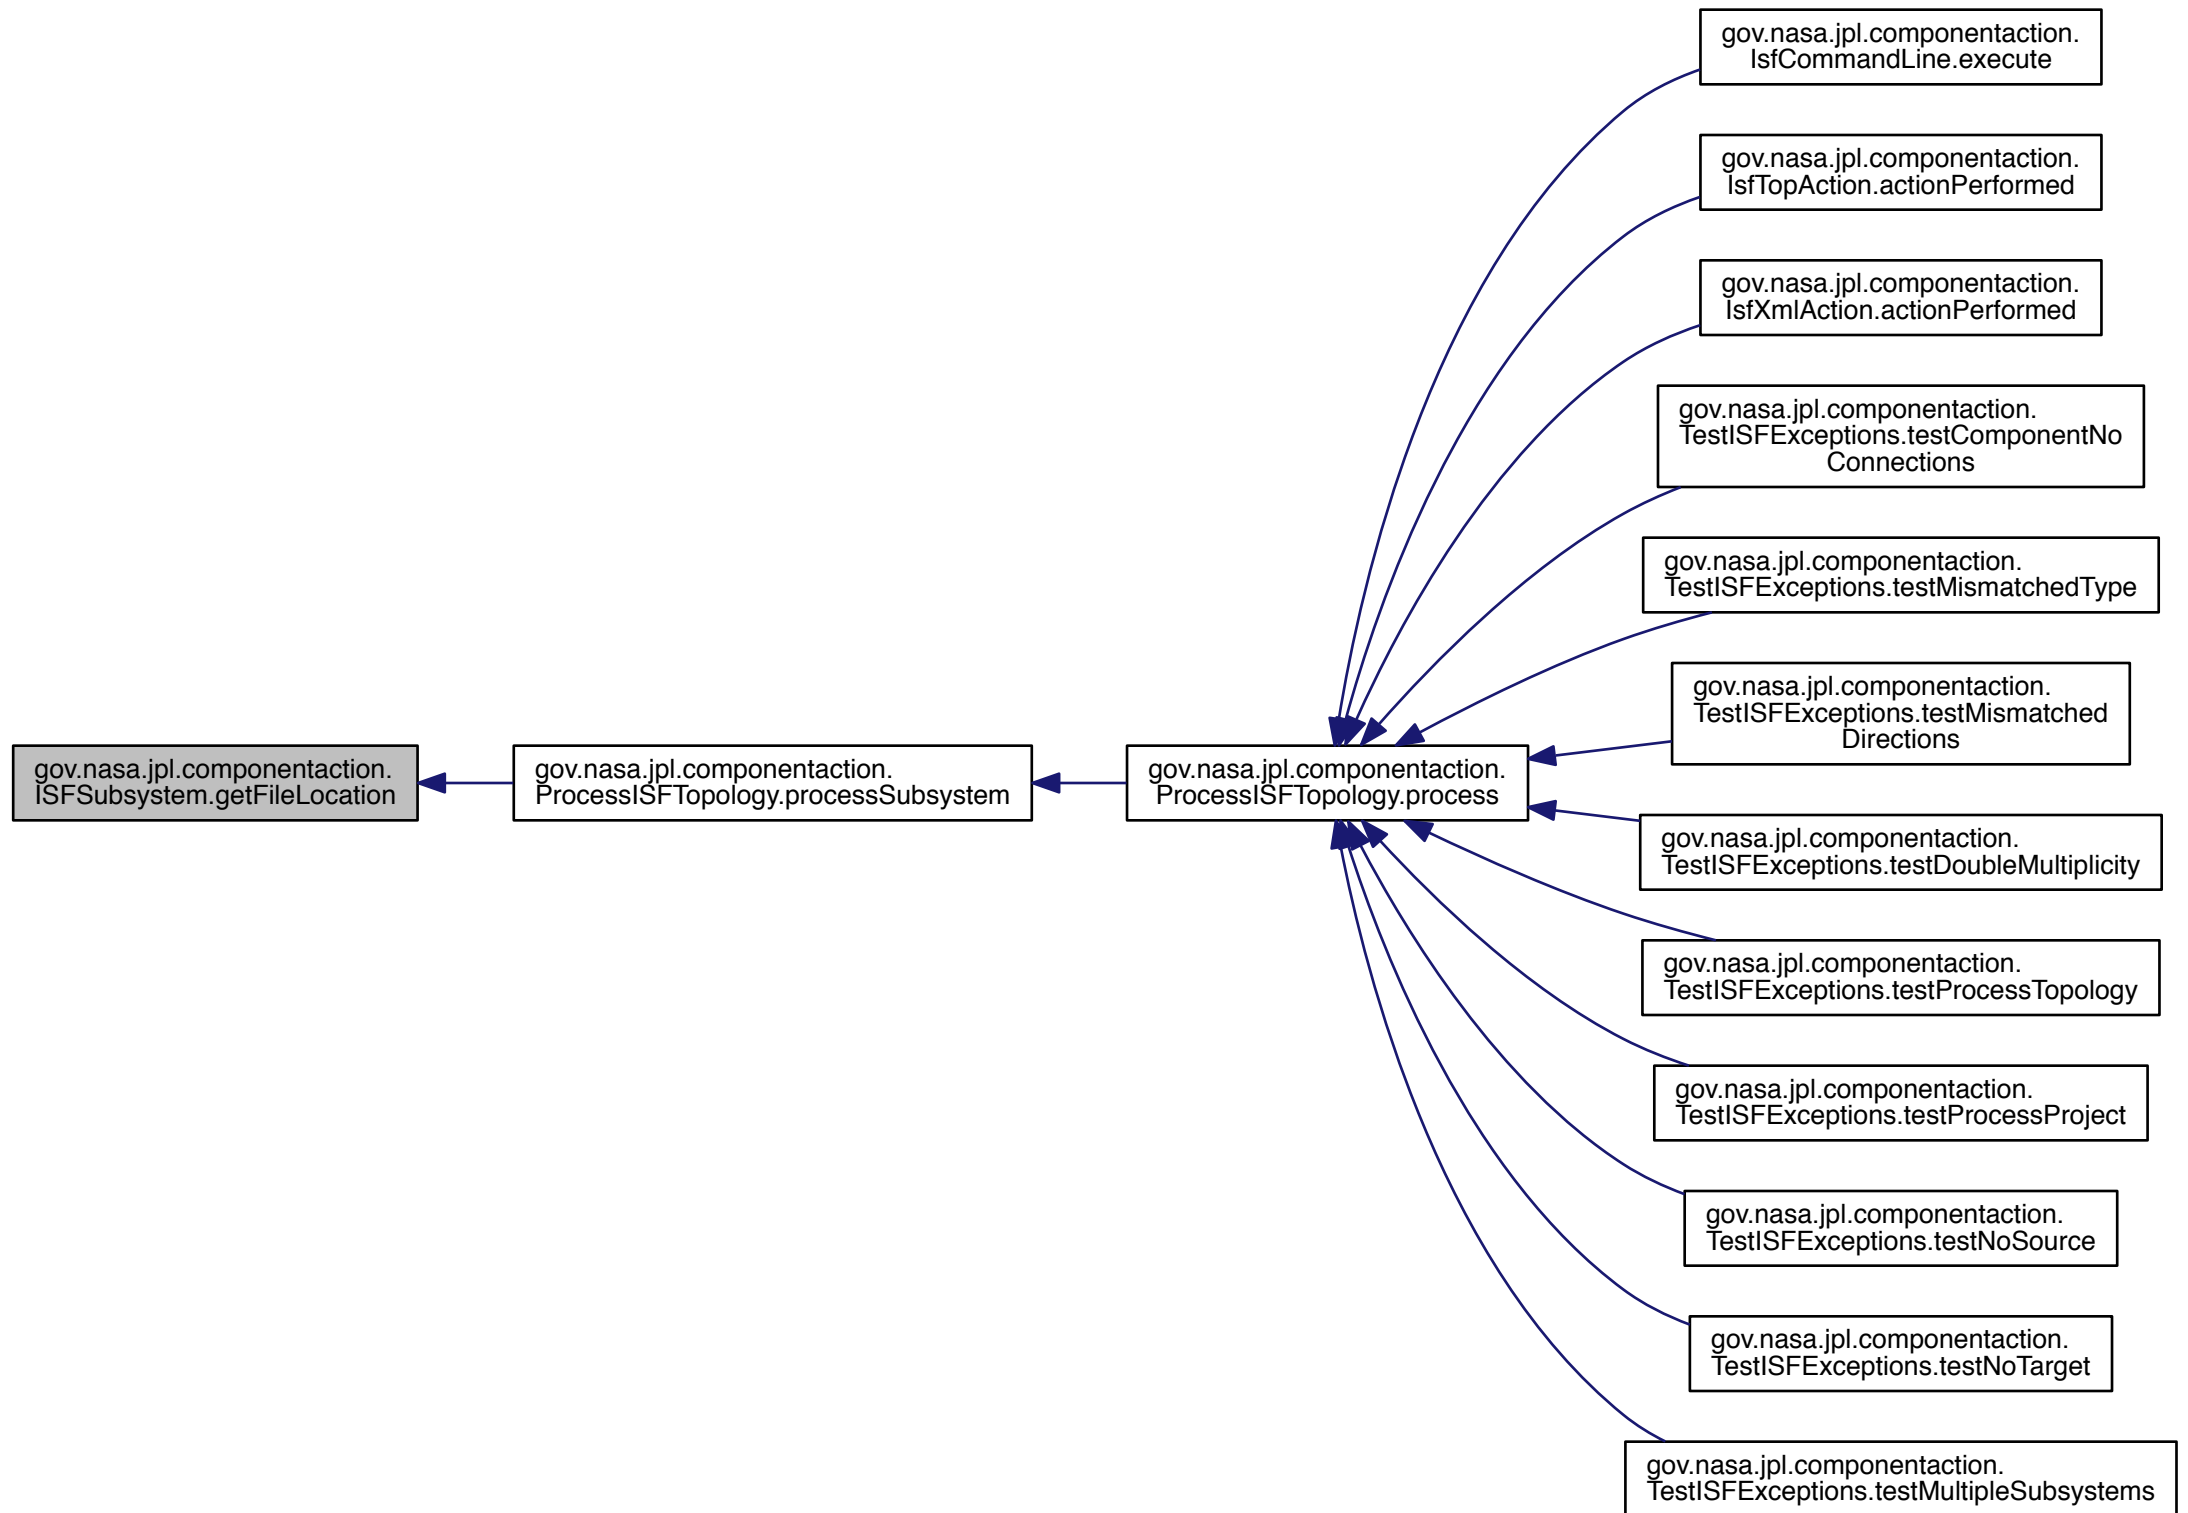 gov.nasa.jpl.componentaction.
ISFSubsystem.getFileLocation
gov.nasa.jpl.componentaction.
ProcessISFTopology.processSubsystem
gov.nasa.jpl.componentaction.
ProcessISFTopology.process
gov.nasa.jpl.componentaction.
IsfCommandLine.execute
gov.nasa.jpl.componentaction.
IsfTopAction.actionPerformed
gov.nasa.jpl.componentaction.
IsfXmlAction.actionPerformed
gov.nasa.jpl.componentaction.
TestISFExceptions.testComponentNo
Connections
gov.nasa.jpl.componentaction.
TestISFExceptions.testMismatchedType
gov.nasa.jpl.componentaction.
TestISFExceptions.testMismatched
Directions
gov.nasa.jpl.componentaction.
TestISFExceptions.testDoubleMultiplicity
gov.nasa.jpl.componentaction.
TestISFExceptions.testProcessTopology
gov.nasa.jpl.componentaction.
TestISFExceptions.testProcessProject
gov.nasa.jpl.componentaction.
TestISFExceptions.testNoSource
gov.nasa.jpl.componentaction.
TestISFExceptions.testNoTarget
gov.nasa.jpl.componentaction.
TestISFExceptions.testMultipleSubsystems